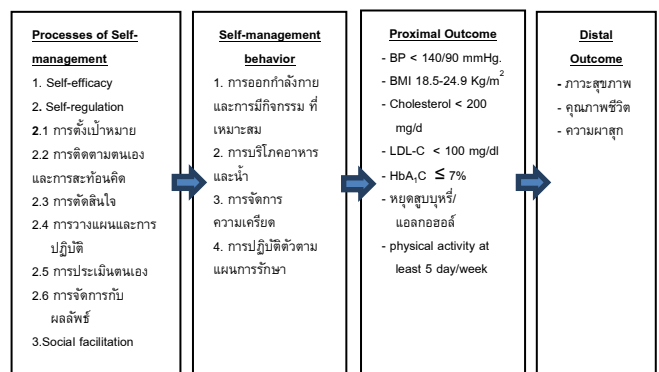 Processes of Self-
management
1. Self-efficacy
2. Self-regulation
2.1 การตั้งเป้าหมาย
2.2 การติดตามตนเอง
และการสะท้อนคิด
2.3 การตัดสินใจ
2.4 การวางแผนและการ
ปฏิบัติ
2.5 การประเมินตนเอง
2.6 การจัดการกับ
ผลลัพธ์
3.Social facilitation
Self-management
behavior
1. การออกกำลังกาย
และการมีกิจกรรม ที่
เหมาะสม
2. การบริโภคอาหาร
และน้ำ
3. การจัดการ
ความเครียด
4. การปฏิบัติตัวตาม
แผนการรักษา
Proximal Outcome
- BP < 140/90 mmHg.
- BMI 18.5-24.9 Kg/m²
- Cholesterol < 200
mg/d
- LDL-C < 100 mg/dl
- HbA₁C ≤ 7%
- หยุดสูบบุหรี่/
แอลกอฮอล์
- physical activity at
least 5 day/week
Distal
Outcome
- ภาวะสุขภาพ
- คุณภาพชีวิต
- ความผาสุก